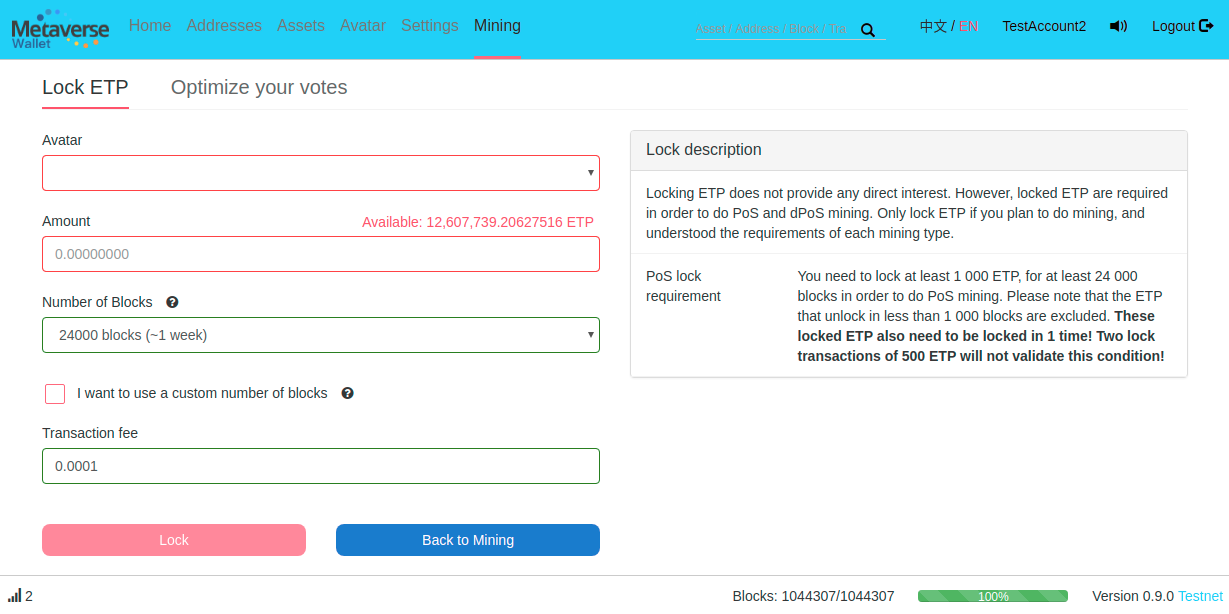 Metaverse
Wallet
Home Addresses Assets Avatar Settings Mining
Asset / Address / Block / Tra
中文 / EN TestAccount2 Logout
Lock ETP Optimize your votes
Avatar
Amount Available: 12,607,739.20627516 ETP
0.00000000
Number of Blocks
24000 blocks (~1 week)
I want to use a custom number of blocks
Transaction fee
0.0001
Lock Back to Mining
Lock description
Locking ETP does not provide any direct interest. However, locked ETP are required
in order to do PoS and dPoS mining. Only lock ETP if you plan to do mining, and
understood the requirements of each mining type.
PoS lock
requirement
You need to lock at least 1 000 ETP, for at least 24 000
blocks in order to do PoS mining. Please note that the ETP
that unlock in less than 1 000 blocks are excluded. These
locked ETP also need to be locked in 1 time! Two lock
transactions of 500 ETP will not validate this condition!
2 Blocks: 1044307/1044307 100% Version 0.9.0 Testnet